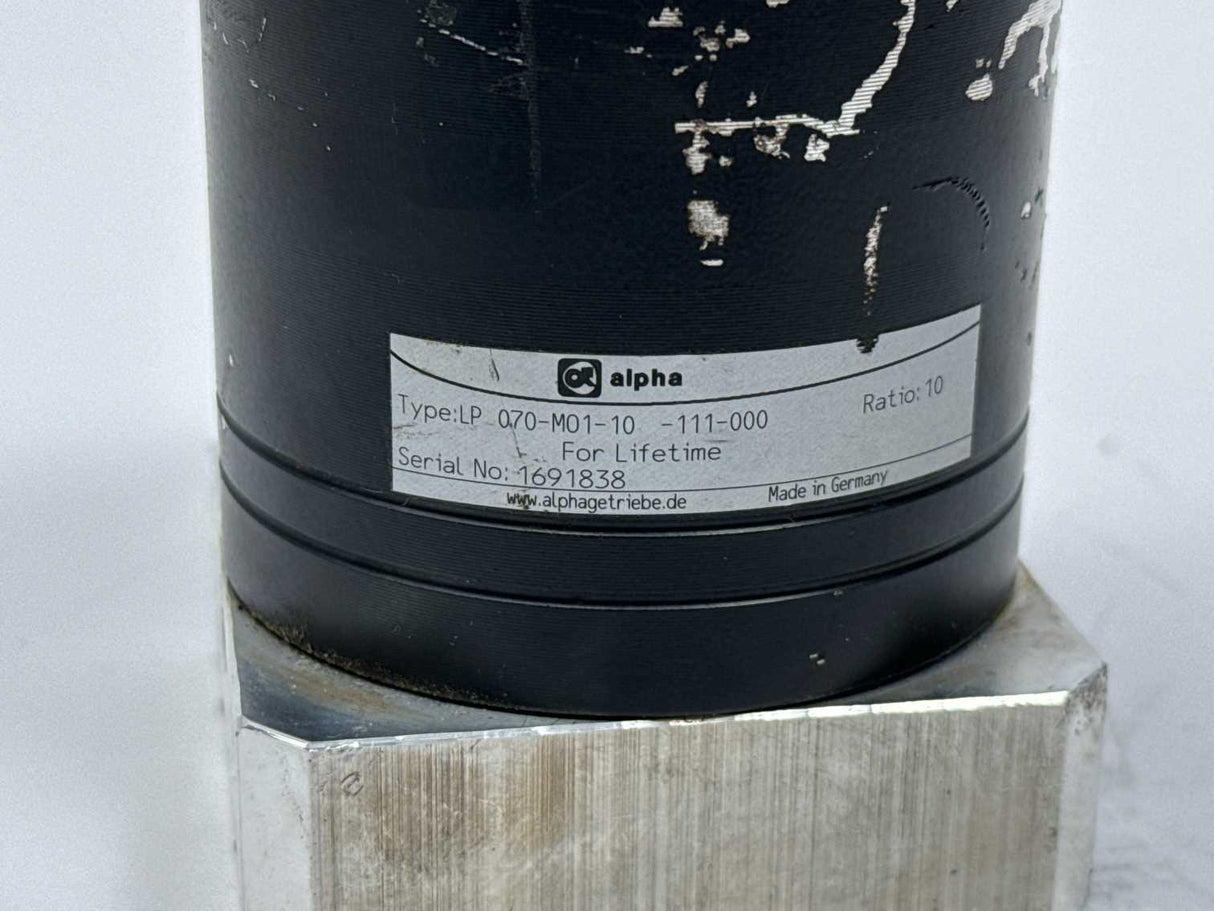 alpha
Type:LP 070-M01-10 -111-000 Ratio:10
For Lifetime
Serial No: 1691838
www.alphagetriebe.de Made in Germany